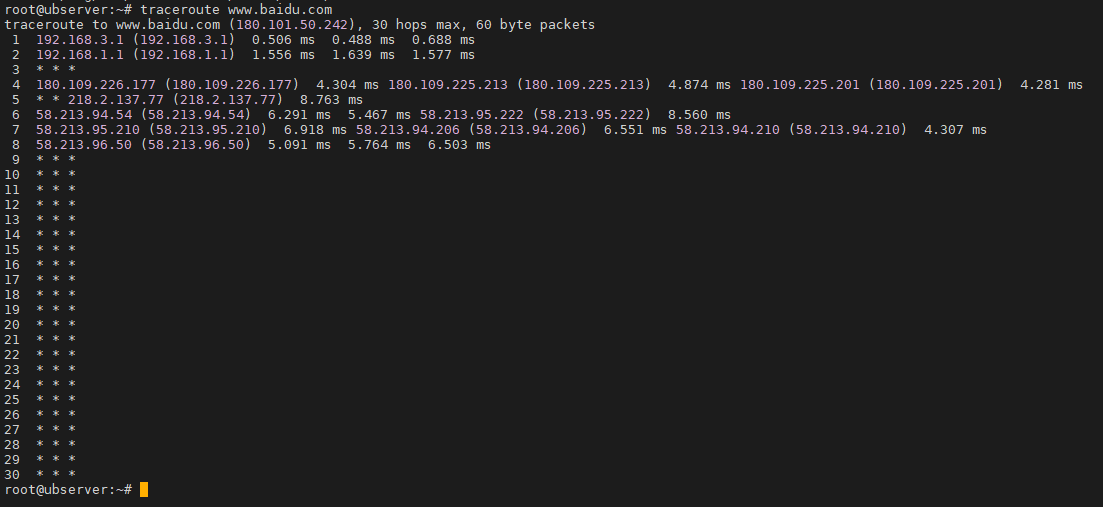 root@ubserver:~# traceroute www.baidu.com
traceroute to www.baidu.com (180.101.50.242), 30 hops max, 60 byte packets
 1  192.168.3.1 (192.168.3.1)  0.506 ms  0.488 ms  0.688 ms
 2  192.168.1.1 (192.168.1.1)  1.556 ms  1.639 ms  1.577 ms
 3  * * *
 4  180.109.226.177 (180.109.226.177)  4.304 ms 180.109.225.213 (180.109.225.213)  4.874 ms 180.109.225.201 (180.109.225.201)  4.281 ms
 5  * * 218.2.137.77 (218.2.137.77)  8.763 ms
 6  58.213.94.54 (58.213.94.54)  6.291 ms  5.467 ms 58.213.95.222 (58.213.95.222)  8.560 ms
 7  58.213.95.210 (58.213.95.210)  6.918 ms 58.213.94.206 (58.213.94.206)  6.551 ms 58.213.94.210 (58.213.94.210)  4.307 ms
 8  58.213.96.50 (58.213.96.50)  5.091 ms  5.764 ms  6.503 ms
 9  * * *
10  * * *
11  * * *
12  * * *
13  * * *
14  * * *
15  * * *
16  * * *
17  * * *
18  * * *
19  * * *
20  * * *
21  * * *
22  * * *
23  * * *
24  * * *
25  * * *
26  * * *
27  * * *
28  * * *
29  * * *
30  * * *
root@ubserver:~#